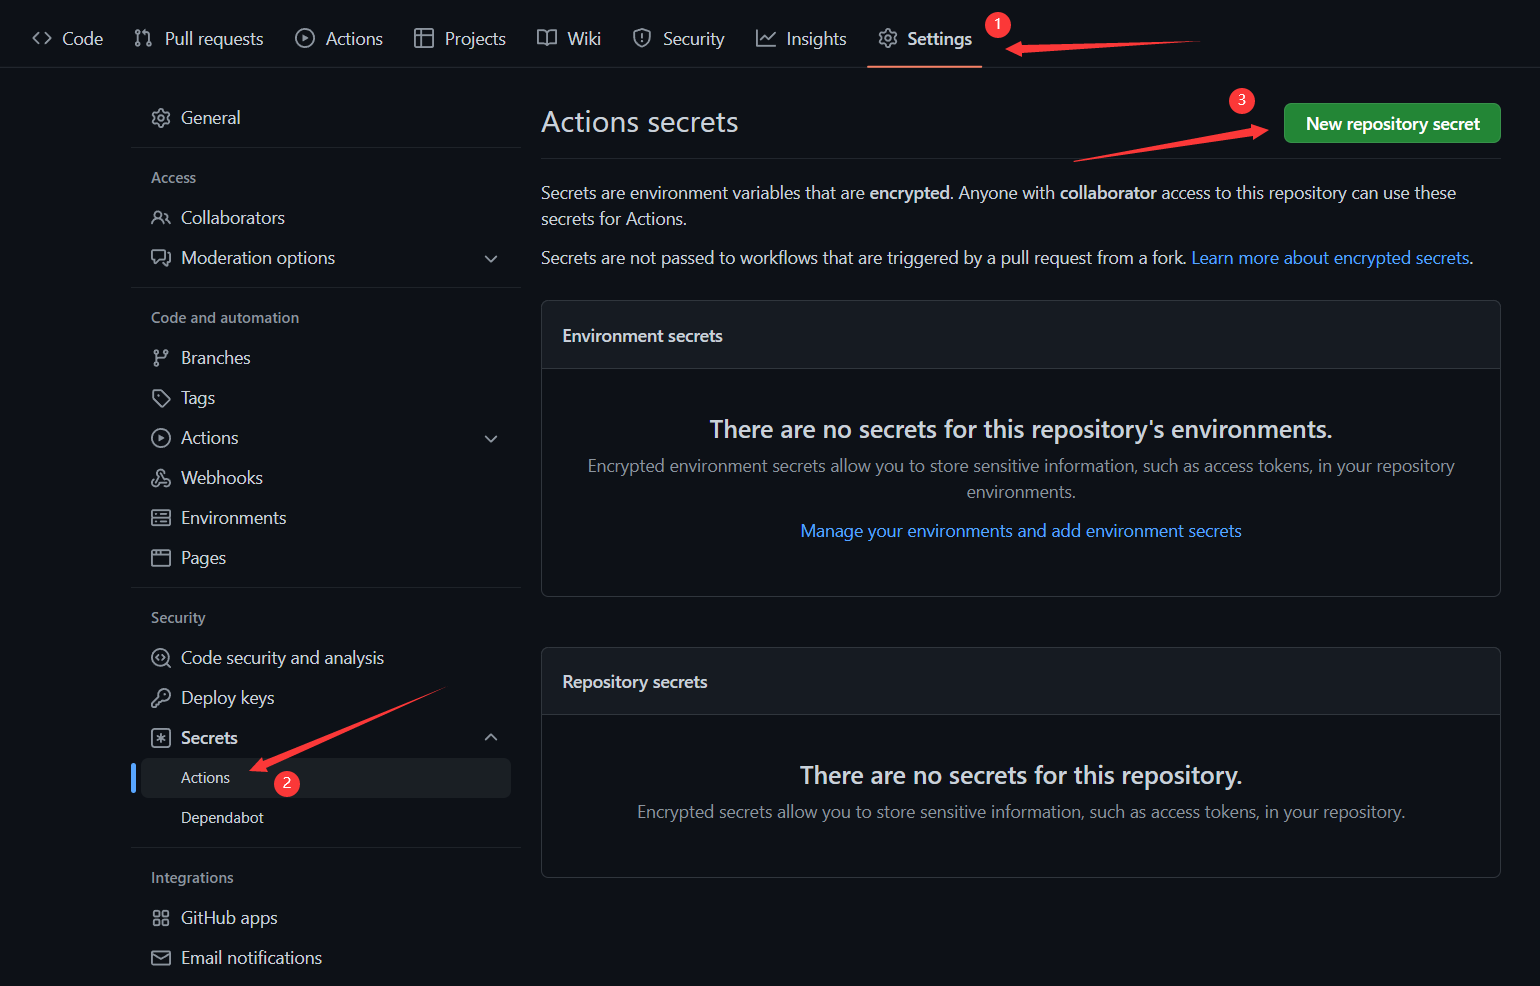 Code Pull requests Actions Projects Wiki Security Insights Settings 1
General
Access
Collaborators
Moderation options
Code and automation
Branches
Tags
Actions
Webhooks
Environments
Pages
Security
Code security and analysis
Deploy keys
Secrets
Actions
2
Dependabot
Integrations
GitHub apps
Email notifications
Actions secrets
3
New repository secret
Secrets are environment variables that are encrypted. Anyone with collaborator access to this repository can use these
secrets for Actions.
Secrets are not passed to workflows that are triggered by a pull request from a fork. Learn more about encrypted secrets.
Environment secrets
There are no secrets for this repository's environments.
Encrypted environment secrets allow you to store sensitive information, such as access tokens, in your repository
environments.
Manage your environments and add environment secrets
Repository secrets
There are no secrets for this repository.
Encrypted secrets allow you to store sensitive information, such as access tokens, in your repository.